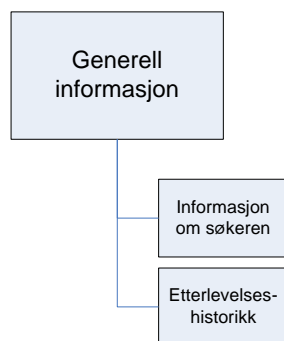 Generell
informasjon
Informasjon
om søkeren
Etterlevelses-
historikk